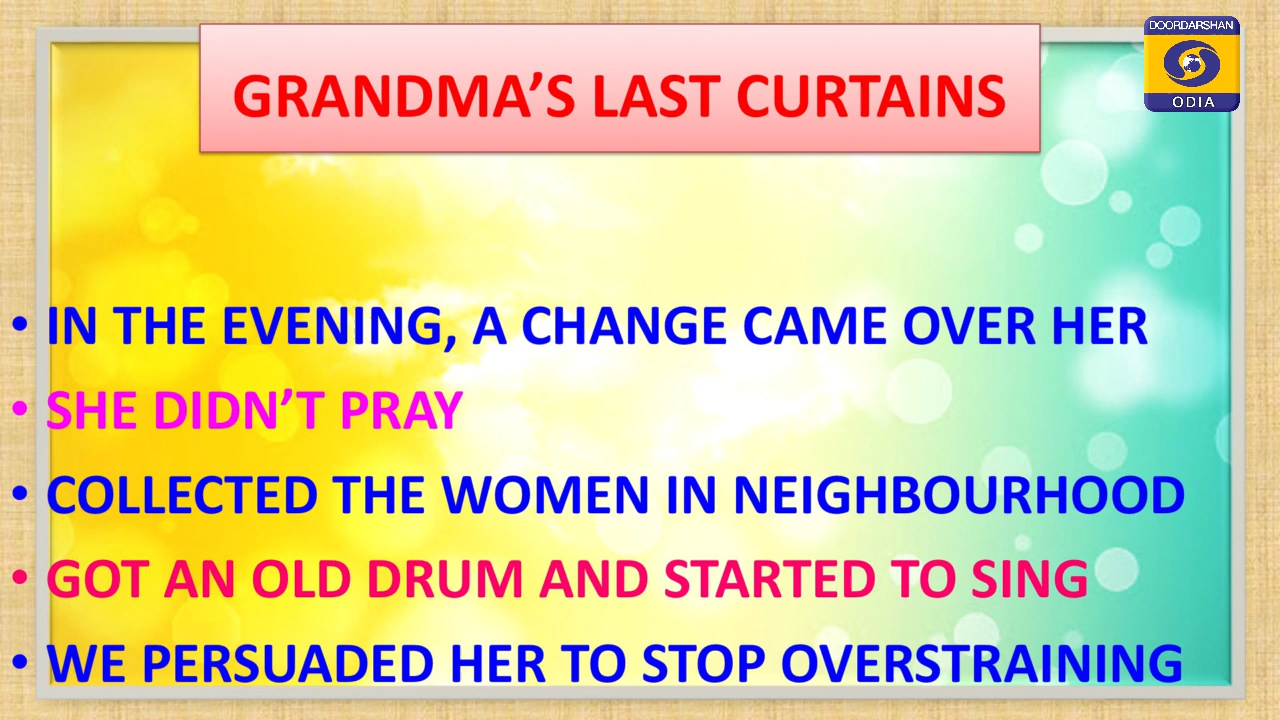 GRANDMA’S LAST CURTAINS
DOORDARSHAN
ODIA
• IN THE EVENING, A CHANGE CAME OVER HER
• SHE DIDN’T PRAY
• COLLECTED THE WOMEN IN NEIGHBOURHOOD
• GOT AN OLD DRUM AND STARTED TO SING
• WE PERSUADED HER TO STOP OVERSTRAINING